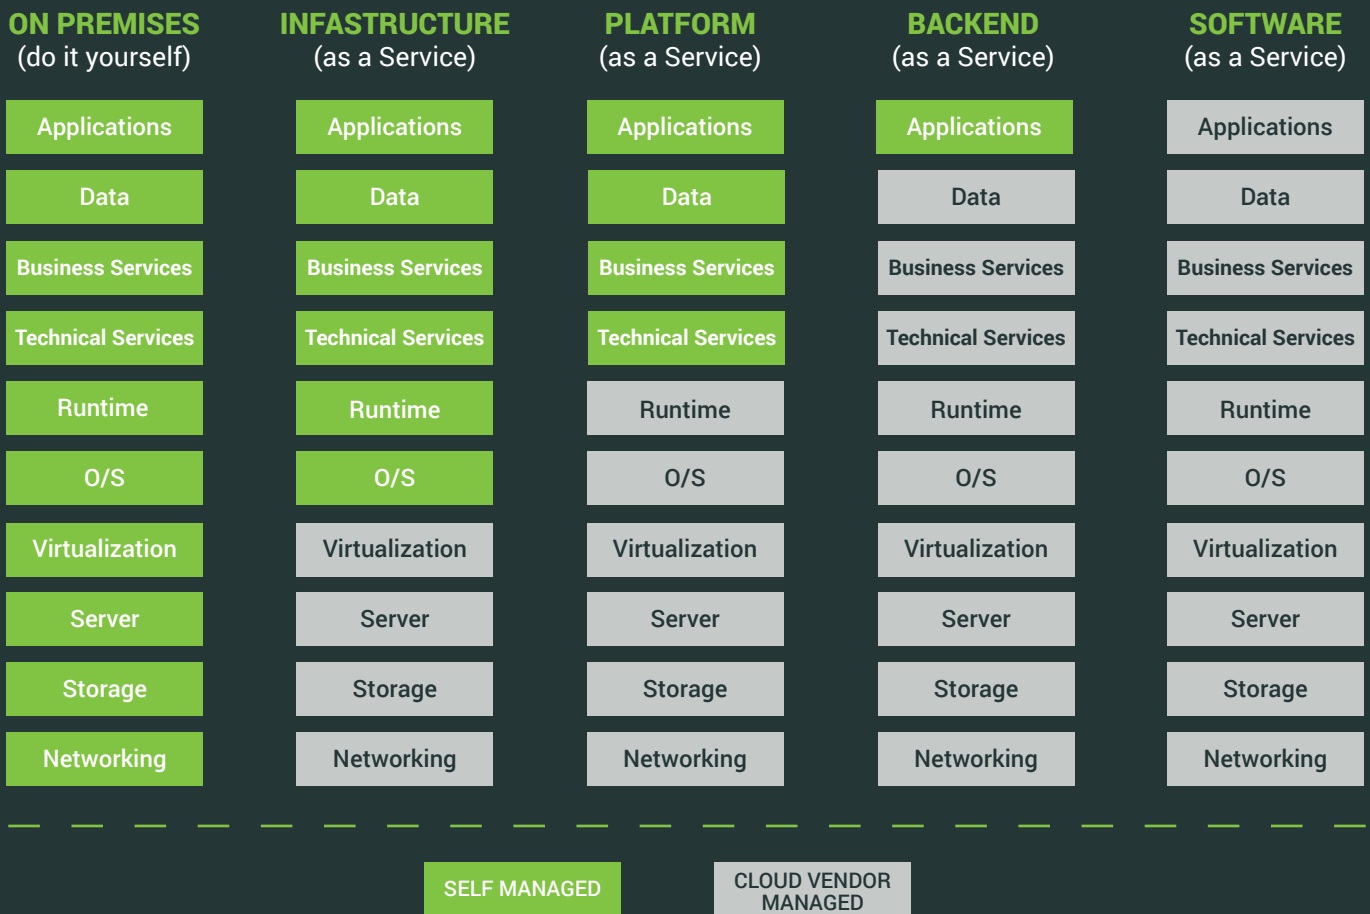 ON PREMISES
(do it yourself)
INFASTRUCTURE
(as a Service)
PLATFORM
(as a Service)
BACKEND
(as a Service)
SOFTWARE
(as a Service)
Applications
Applications
Applications
Applications
Applications
Data
Data
Data
Data
Data
Business Services
Business Services
Business Services
Business Services
Business Services
Technical Services
Technical Services
Technical Services
Technical Services
Technical Services
Runtime
Runtime
Runtime
Runtime
Runtime
O/S
O/S
O/S
O/S
O/S
Virtualization
Virtualization
Virtualization
Virtualization
Virtualization
Server
Server
Server
Server
Server
Storage
Storage
Storage
Storage
Storage
Networking
Networking
Networking
Networking
Networking
SELF MANAGED
CLOUD VENDOR
MANAGED